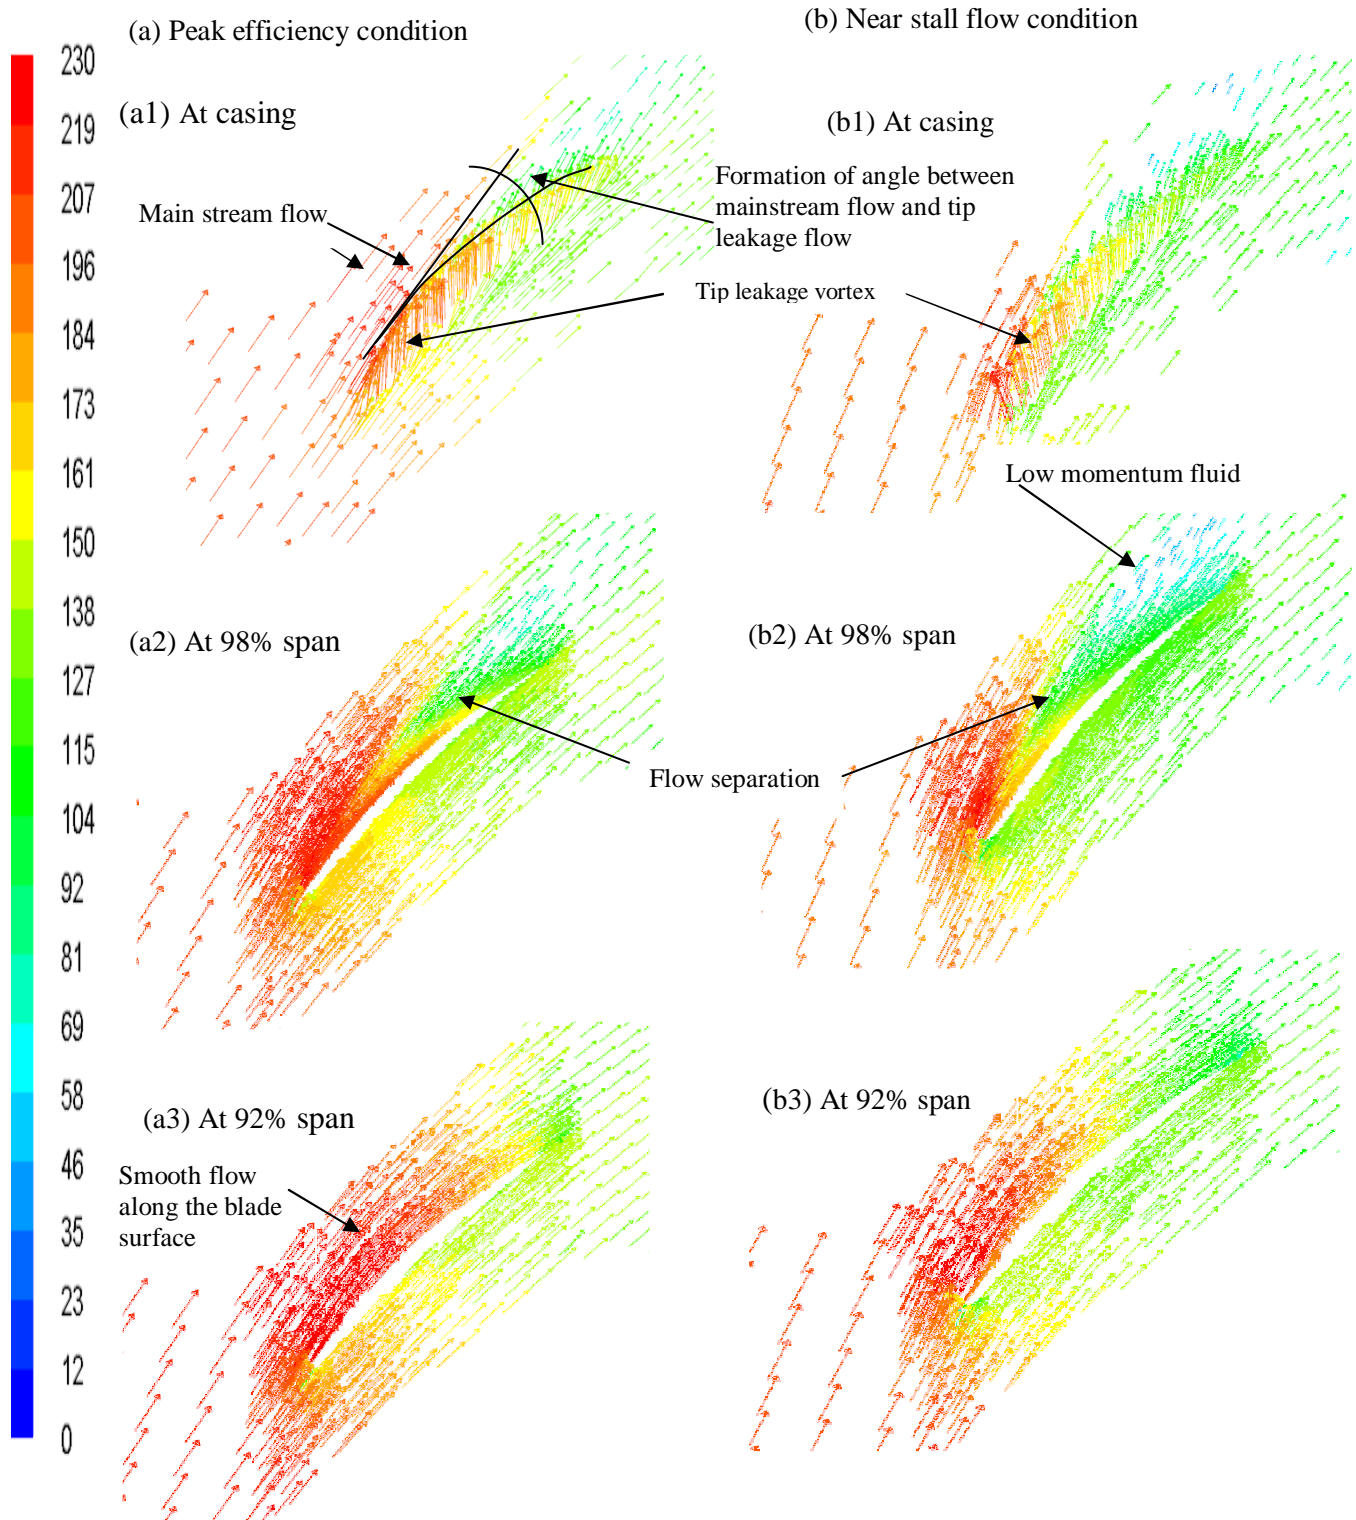 (a) Peak efficiency condition
(b) Near stall flow condition
230
219
207
196
184
173
161
150
138
127
115
104
92
81
69
58
46
35
23
12
0
(a1) At casing
(b1) At casing
Main stream flow
Formation of angle between
mainstream flow and tip
leakage flow
Tip leakage vortex
Low momentum fluid
(a2) At 98% span
(b2) At 98% span
Flow separation
(a3) At 92% span
(b3) At 92% span
Smooth flow
along the blade
surface